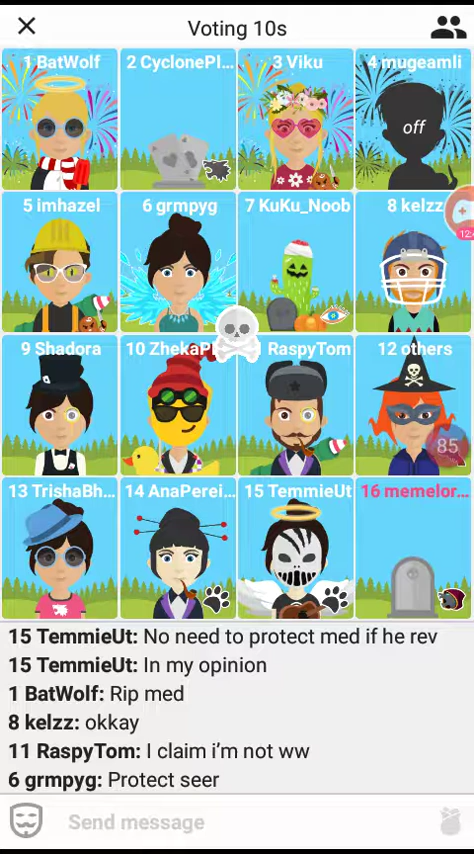 Voting 10s
1 BatWolf
2 CyclonePl...
3 Viku
4 mugeamli
off
5 imhazel
6 grmpyg
7 KuKu_Noob
8 kelzz
12:
9 Shadora
10 ZhekaPl
RaspyTom
12 others
85
13 TrishaBh...
14 AnaPerei...
15 TemmieUt
16 memelor...
15 TemmieUt: No need to protect med if he rev
15 TemmieUt: In my opinion
1 BatWolf: Rip med
8 kelzz: okkay
11 RaspyTom: I claim i'm not ww
6 grmpyg: Protect seer
Send message